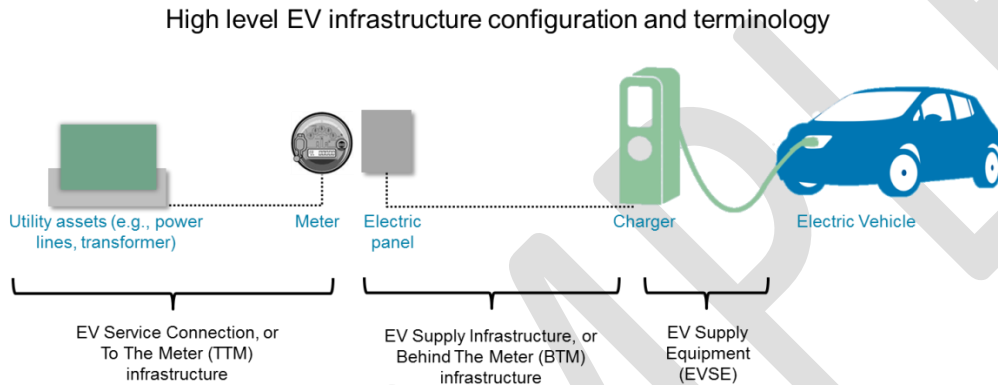 High level EV infrastructure configuration and terminology
Utility assets (e.g., power
lines, transformer)
Meter
Electric
panel
Charger
Electric Vehicle
EV Service Connection, or
To The Meter (TTM)
infrastructure
EV Supply Infrastructure, or
Behind The Meter (BTM)
infrastructure
EV Supply
Equipment
(EVSE)